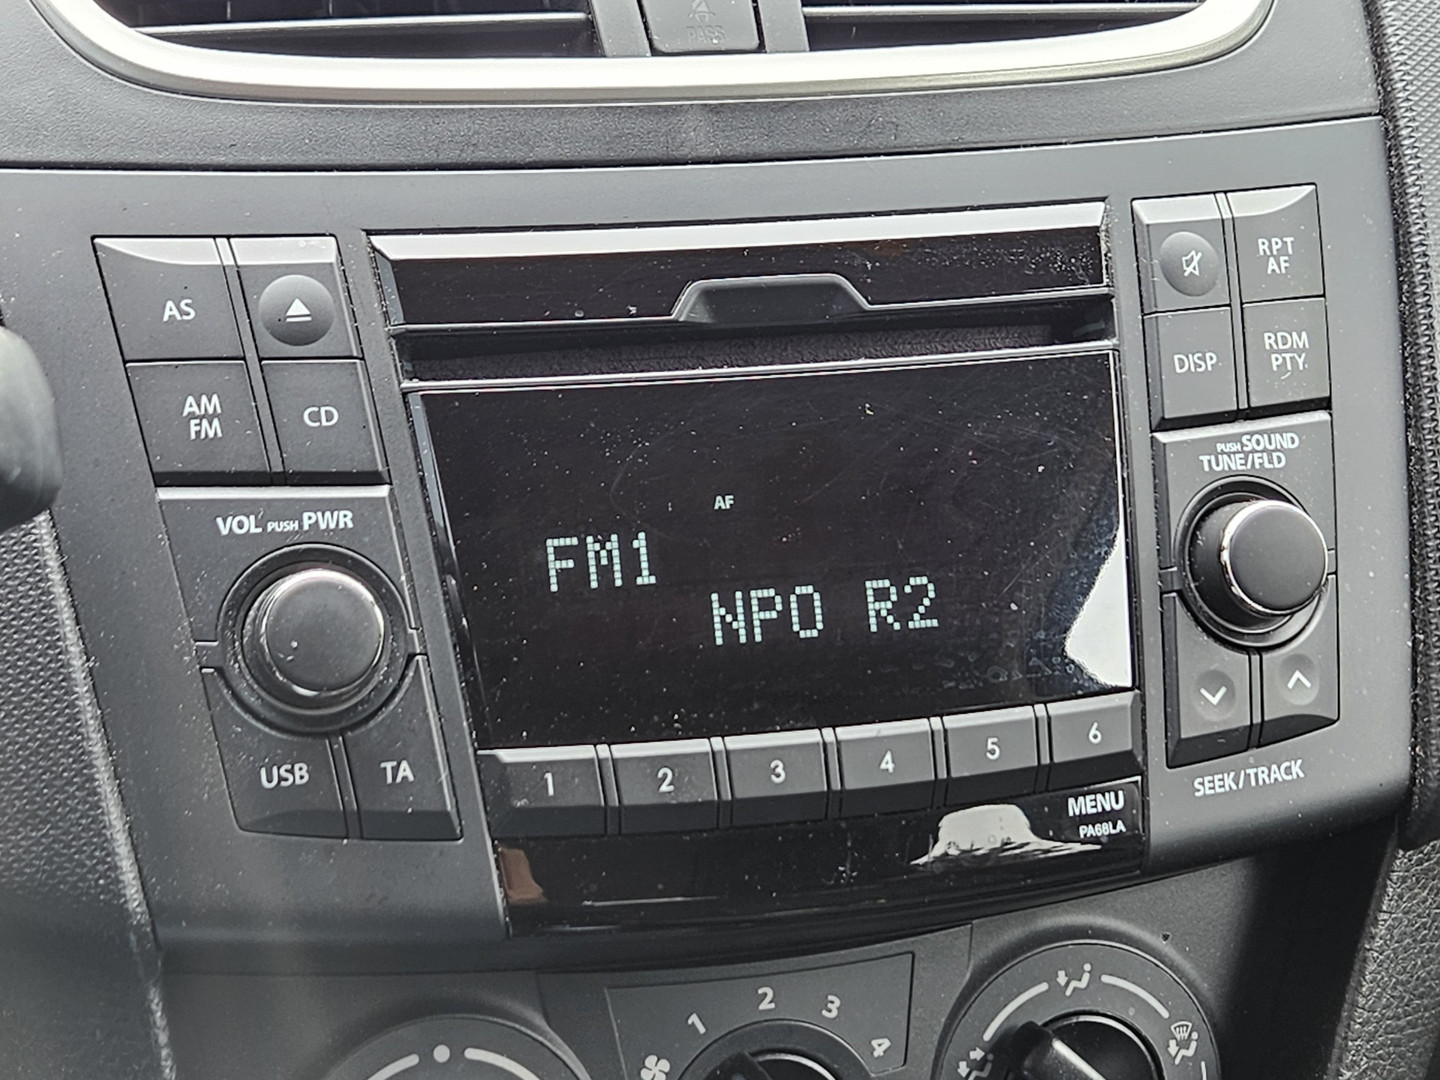 PASS
AS
AM
FM
CD
VOL PUSH PWR
USB
TA
AF
FM1
NPO R2
1 2 3 4 5 6
MENU
PA68LA
RPT
AF
DISP
RDM
PTY
PUSH SOUND
TUNE/FLD
SEEK/TRACK
1 2 3 4